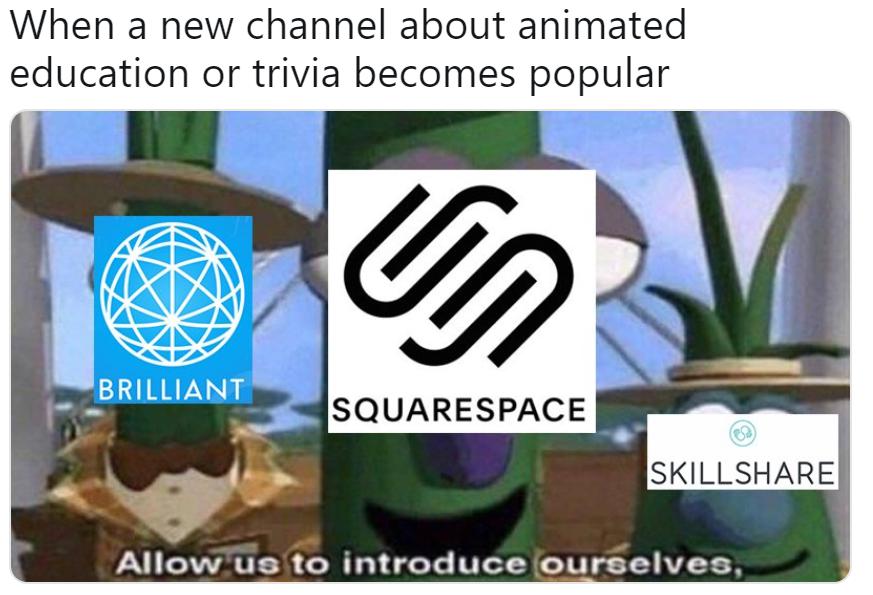 When a new channel about animated
education or trivia becomes popular
BRILLIANT
SQUARESPACE
SKILLSHARE
Allow us to introduce ourselves,